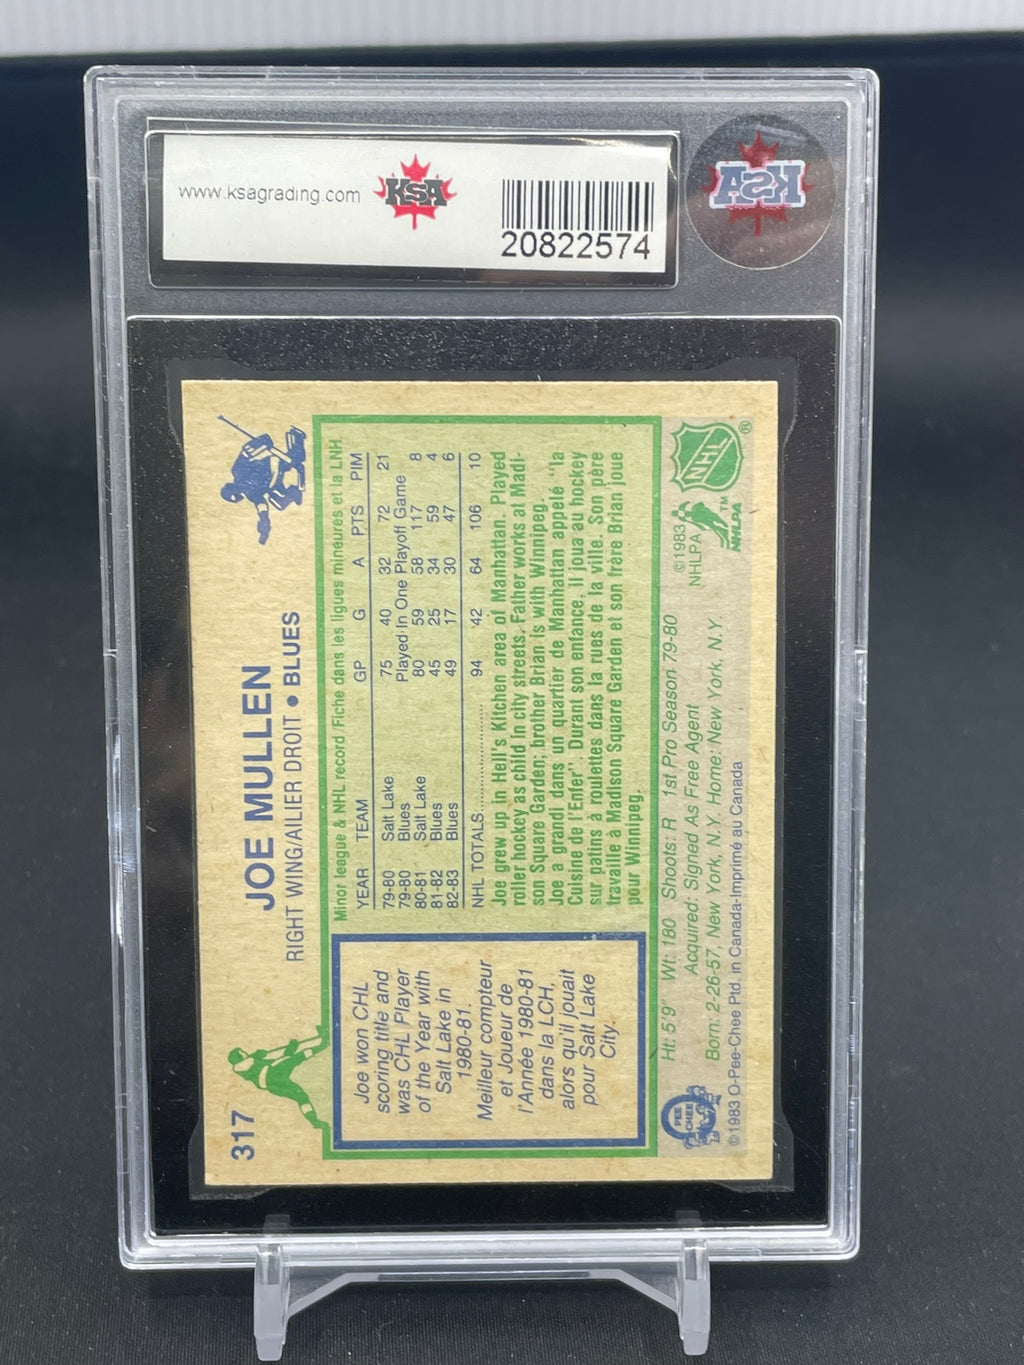 www.ksagrading.com
KSA
20822574
KSA
317
JOE MULLEN
RIGHT WING/AILIER DROIT • BLUES
Joe won CHL
scoring title and
was CHL Player
of the Year with
Salt Lake in
1980-81.
Meilleur compteur
et Joueur de
l'Année 1980-81
dans la LCH,
alors qu'il jouait
pour Salt Lake
City.
Minor league & NHL record/Fiche dans les ligues mineures et la LNH
YEAR TEAM GP G A PTS PIM
79-80 Salt Lake 75 40 32 72 21
79-80 Blues Played In One Playoff Game
80-81 Salt Lake 80 59 58 117 8
81-82 Blues 45 25 34 59 4
82-83 Blues 49 17 30 47 6
NHL TOTALS 94 42 64 106 10
Joe grew up in Hell's Kitchen area of Manhattan. Played
roller hockey as child in city streets. Father works at Madi-
son Square Garden; brother Brian is with Winnipeg.
Joe a grandi dans un quartier de Manhattan appelé "la
Cuisine de l'Enfer". Durant son enfance, il joua au hockey
sur patins à roulettes dans la rues de la ville. Son père
travaille à Madison Square Garden et son frère Brian joue
pour Winnipeg.
Ht: 5'9" Wt: 180 Shoots: R 1st Pro Season 79-80
Acquired: Signed As Free Agent
Born: 2-26-57, New York, N.Y. Home: New York, N.Y.
©1983 O-Pee-Chee Ptd. in Canada-Imprimé au Canada
PEE
CHEE
©1983
NHLPA
NHLPA™
NHL®